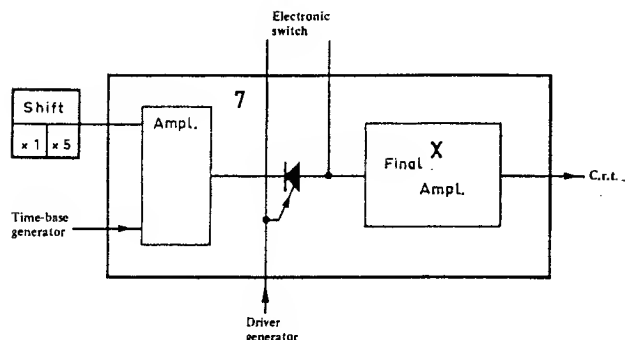 Electronic
switch
7
Shift
× 1 × 5
Ampl.
X
Final
Ampl.
C.r.t.
Time-base
generator
Driver
generator